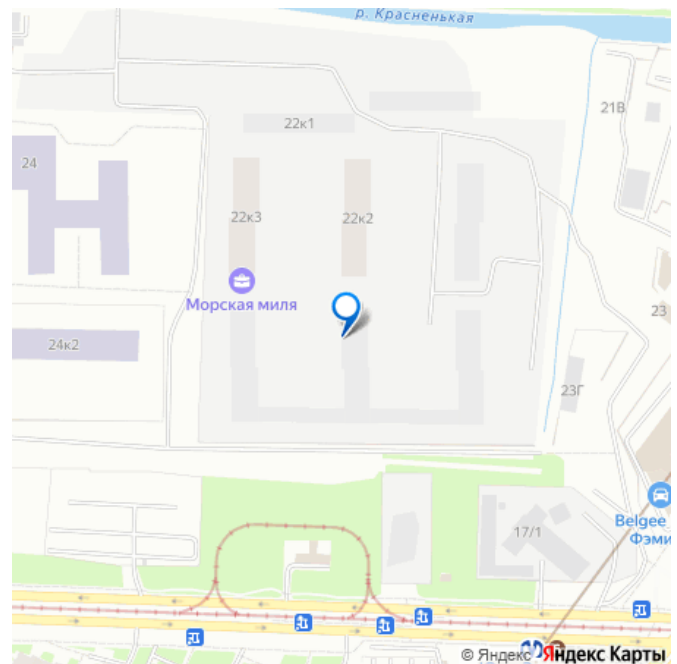 р. Красненькая
21В
22к1
24
22к3
22к2
Морская миля
23
24к2
23Г
17/1
Belgee
Фэми
© Яндекс Яндекс Карты